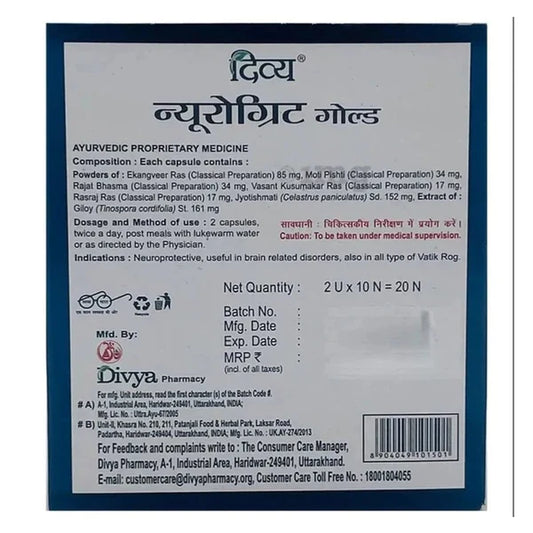 दिव्य®
न्यूरोग्रिट गोल्ड
AYURVEDIC PROPRIETARY MEDICINE
Composition : Each capsule contains :
Powders of : Ekangveer Ras (Classical Preparation) 85 mg, Moti Pishti (Classical Preparation) 34 mg,
Rajat Bhasma (Classical Preparation) 34 mg, Vasant Kusumakar Ras (Classical Preparation) 17 mg,
Rasraj Ras (Classical Preparation) 17 mg, Jyotishmati (Celastrus paniculatus) Sd. 152 mg, Extract of :
Giloy (Tinospora cordifolia) St. 161 mg
Dosage and Method of use : 2 capsules,
twice a day, post meals with lukewarm water
or as directed by the Physician.
सावधानी : चिकित्सकीय निरीक्षण में प्रयोग करें।
Caution: To be taken under medical supervision.
Indications : Neuroprotective, useful in brain related disorders, also in all type of Vatik Rog.
एक कदम स्वच्छता की ओर
Net Quantity : 2 U x 10 N = 20 N
Batch No. :
Mfg. Date :
Exp. Date :
MRP ₹ :
(incl. of all taxes)
Mfd. By:
Divya Pharmacy
For mfg. Unit address, read the first character (s) of the Batch Code #.
# A) A-1, Industrial Area, Haridwar-249401, Uttarakhand, INDIA;
Mfg. Lic. No. : Uttra.Ayu-67/2005
# B) Unit-II, Khasra No. 210, 211, Patanjali Food & Herbal Park, Laksar Road,
Padartha, Haridwar-249404, Uttarakhand, INDIA; Mfg. Lic. No. : UK.AY-274/2013
For Feedback and complaints write to : The Consumer Care Manager,
Divya Pharmacy, A-1, Industrial Area, Haridwar-249401, Uttarakhand.
E-mail: customercare@divyapharmacy.org, Customer Care Toll Free No. : 18001804055
8 904049 101501